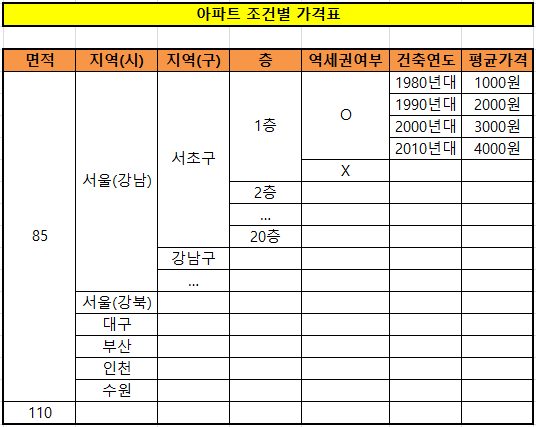 아파트 조건별 가격표
면적 지역(시) 지역(구) 층 역세권여부 건축연도 평균가격
85 서울(강남) 서초구 1층 O 1980년대 1000원
1990년대 2000원
2000년대 3000원
2010년대 4000원
X
2층
...
20층
강남구
...
서울(강북)
대구
부산
인천
수원
110